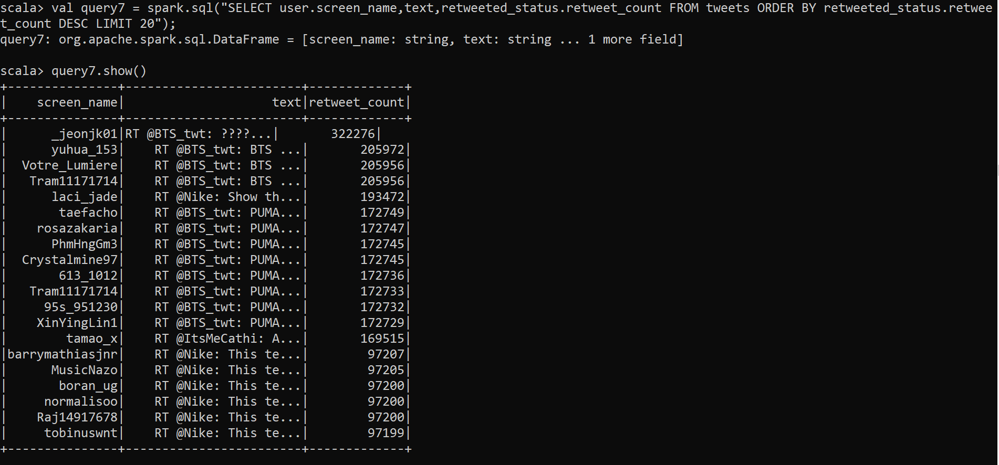 scala> val query7 = spark.sql("SELECT user.screen_name,text,retweeted_status.retweet_count FROM tweets ORDER BY retweeted_status.retwee
t_count DESC LIMIT 20");
query7: org.apache.spark.sql.DataFrame = [screen_name: string, text: string ... 1 more field]

scala> query7.show()
+---------------+------------------------+-------------+
|    screen_name|                    text|retweet_count|
+---------------+------------------------+-------------+
|      _jeonjk01|RT @BTS_twt: ????...|       322276|
|      yuhua_153|    RT @BTS_twt: BTS ...|       205972|
|  Votre_Lumiere|    RT @BTS_twt: BTS ...|       205956|
|   Tram11171714|    RT @BTS_twt: BTS ...|       205956|
|      laci_jade|    RT @Nike: Show th...|       193472|
|       taefacho|    RT @BTS_twt: PUMA...|       172749|
|    rosazakaria|    RT @BTS_twt: PUMA...|       172747|
|      PhmHngGm3|    RT @BTS_twt: PUMA...|       172745|
|  Crystalmine97|    RT @BTS_twt: PUMA...|       172745|
|       613_1012|    RT @BTS_twt: PUMA...|       172736|
|   Tram11171714|    RT @BTS_twt: PUMA...|       172733|
|     95s_951230|    RT @BTS_twt: PUMA...|       172732|
|    XinYingLin1|    RT @BTS_twt: PUMA...|       172729|
|        tamao_x|    RT @ItsMeCathi: A...|       169515|
|barrymathiasjnr|    RT @Nike: This te...|        97207|
|      MusicNazo|    RT @Nike: This te...|        97205|
|       boran_ug|    RT @Nike: This te...|        97200|
|     normalisoo|    RT @Nike: This te...|        97200|
|    Raj14917678|    RT @Nike: This te...|        97200|
|     tobinuswnt|    RT @Nike: This te...|        97199|
+---------------+------------------------+-------------+